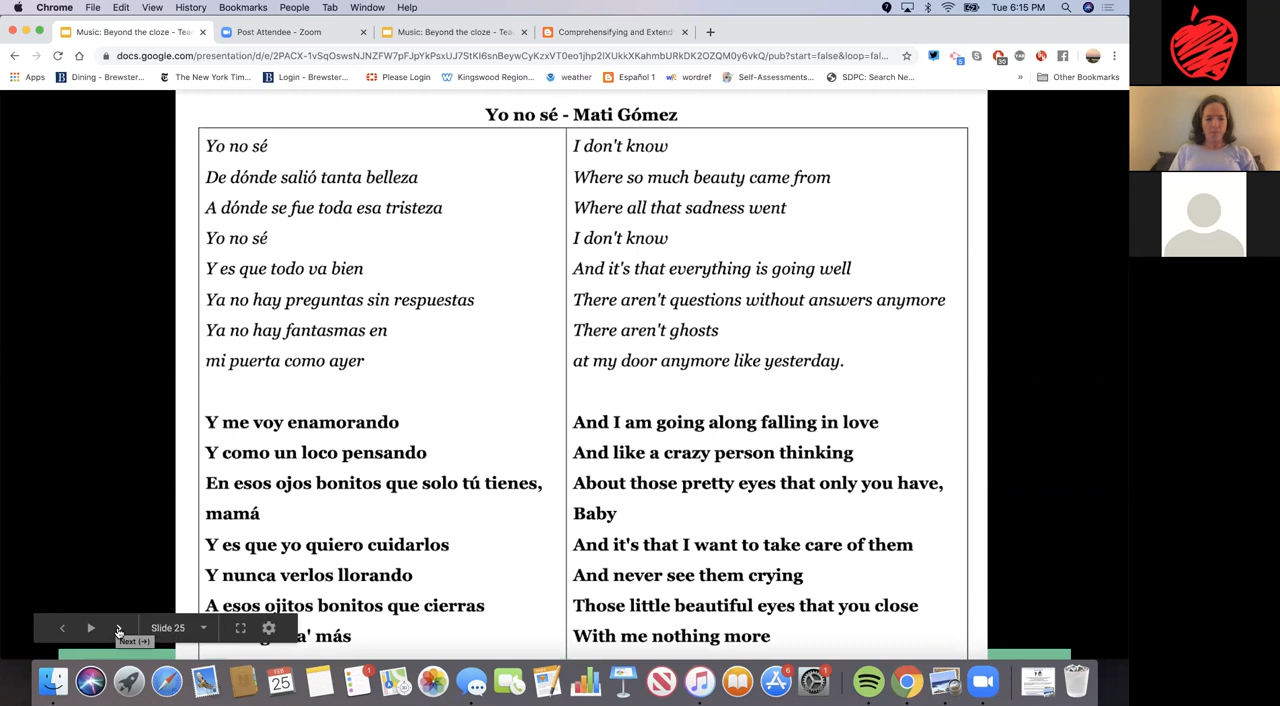 Chrome File Edit View History Bookmarks People Tab Window Help Tue 6:15 PM
Music: Beyond the cloze - Tea Post Attendee - Zoom Music: Beyond the cloze - Tea Comprehensifying and Extend
docs.google.com/presentation/d/e/2PACX-1vSqOswsNJNZFW7pFJpYkPsxUJ7StKI6snBeywCyKzxVT0eo1jhp2lXUkkXKahmbURkDK2OZQM0y6vkQ/pub?start=false&loop=fal...
Apps Dining - Brewster... The New York Tim... Login - Brewster... Please Login Kingswood Region... weather Español 1 wordref Self-Assessments... SDPC: Search Ne... » Other Bookmarks
Yo no sé - Mati Gómez
Yo no sé I don't know
De dónde salió tanta belleza Where so much beauty came from
A dónde se fue toda esa tristeza Where all that sadness went
Yo no sé I don't know
Y es que todo va bien And it's that everything is going well
Ya no hay preguntas sin respuestas There aren't questions without answers anymore
Ya no hay fantasmas en There aren't ghosts
mi puerta como ayer at my door anymore like yesterday.
Y me voy enamorando And I am going along falling in love
Y como un loco pensando And like a crazy person thinking
En esos ojos bonitos que solo tú tienes, About those pretty eyes that only you have,
mamá Baby
Y es que yo quiero cuidarlos And it's that I want to take care of them
Y nunca verlos llorando And never see them crying
A esos ojitos bonitos que cierras Those little beautiful eyes that you close
a' más With me nothing more
Slide 25
Next (→)
FEB
25
1
6
1